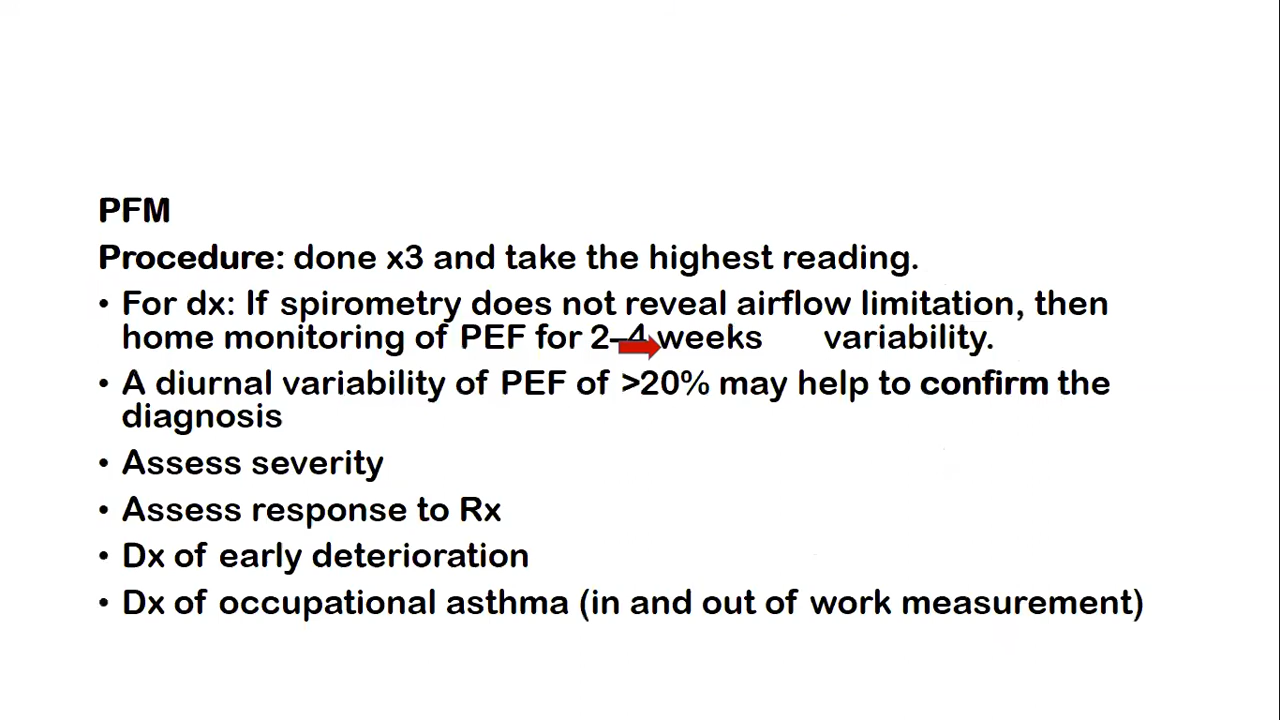 PFM
Procedure: done x3 and take the highest reading.
• For dx: If spirometry does not reveal airflow limitation, then
home monitoring of PEF for 2–4 weeks variability.
• A diurnal variability of PEF of >20% may help to confirm the
diagnosis
• Assess severity
• Assess response to Rx
• Dx of early deterioration
• Dx of occupational asthma (in and out of work measurement)